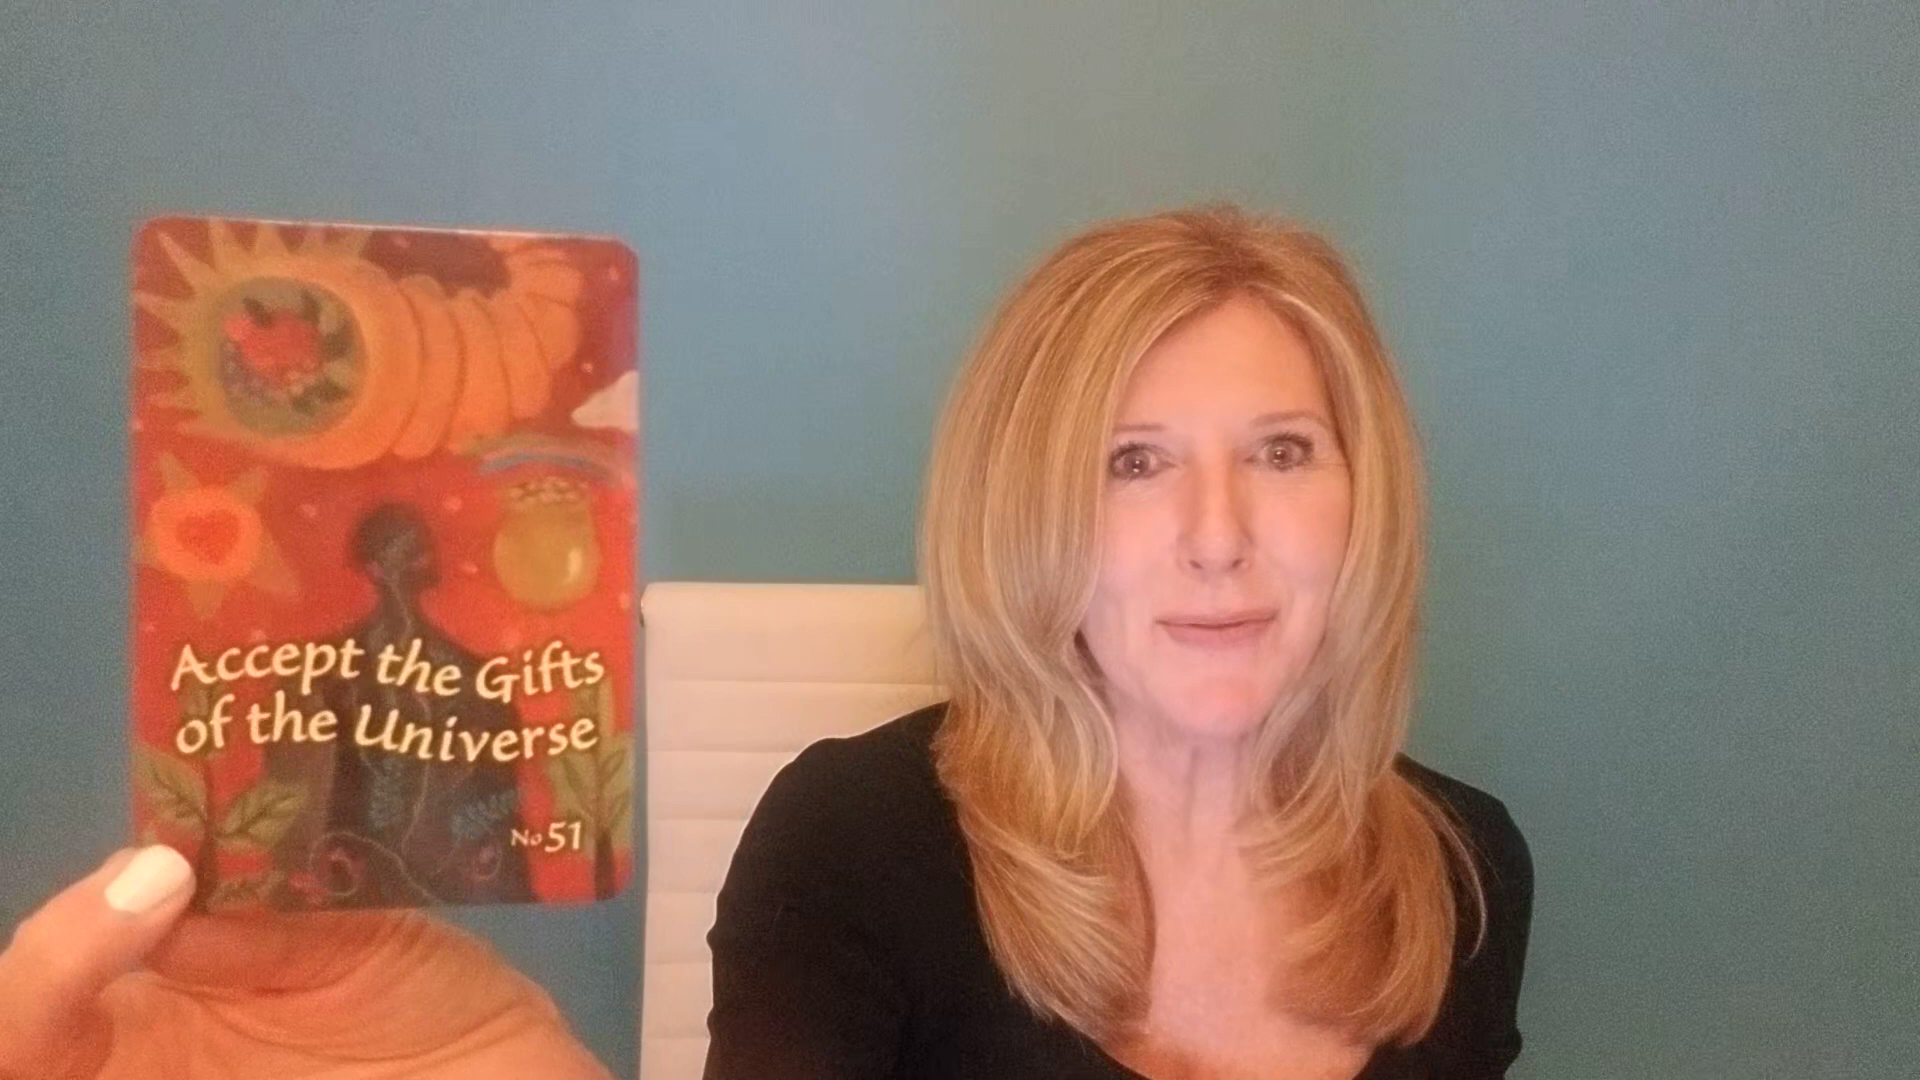 Accept the Gifts
of the Universe
No 51